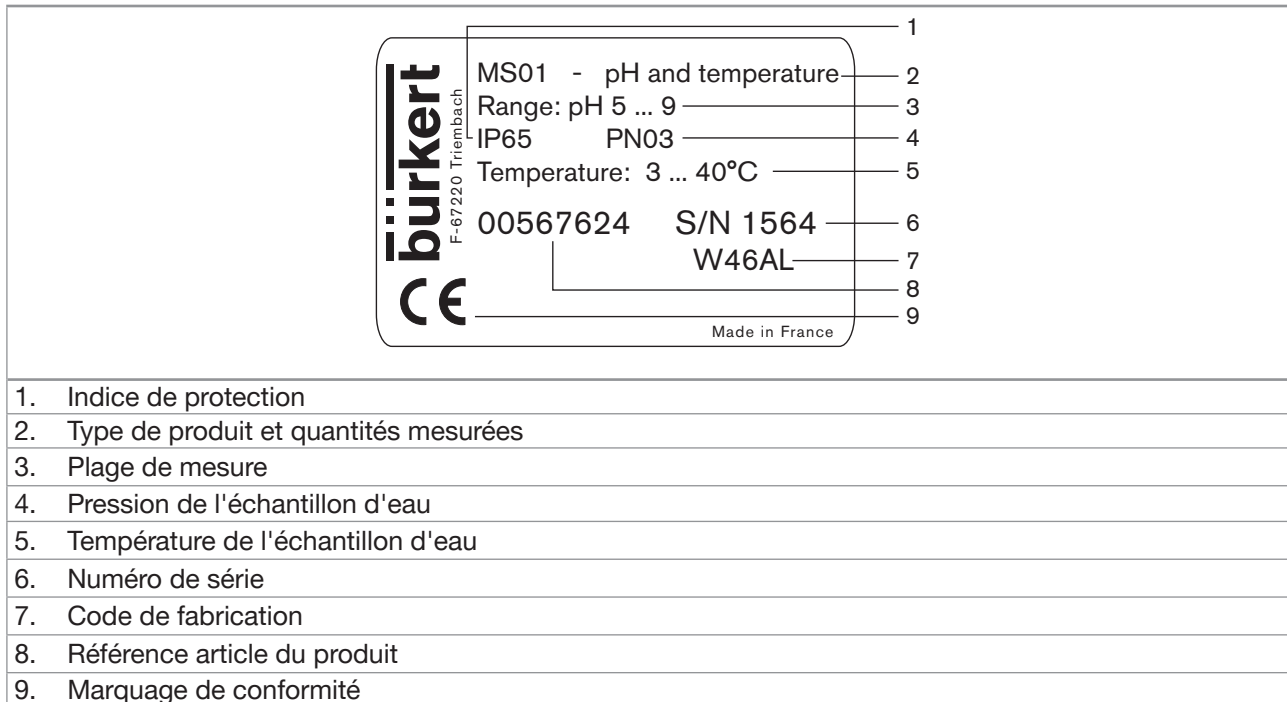 1
MS01 - pH and temperature 2
Range: pH 5 ... 9 3
IP65 PN03 4
Temperature: 3 ... 40°C 5
00567624 S/N 1564 6
W46AL 7
8
9
bürkert
F-67220 Triembach
CE
Made in France
1. Indice de protection
2. Type de produit et quantités mesurées
3. Plage de mesure
4. Pression de l'échantillon d'eau
5. Température de l'échantillon d'eau
6. Numéro de série
7. Code de fabrication
8. Référence article du produit
9. Marquage de conformité